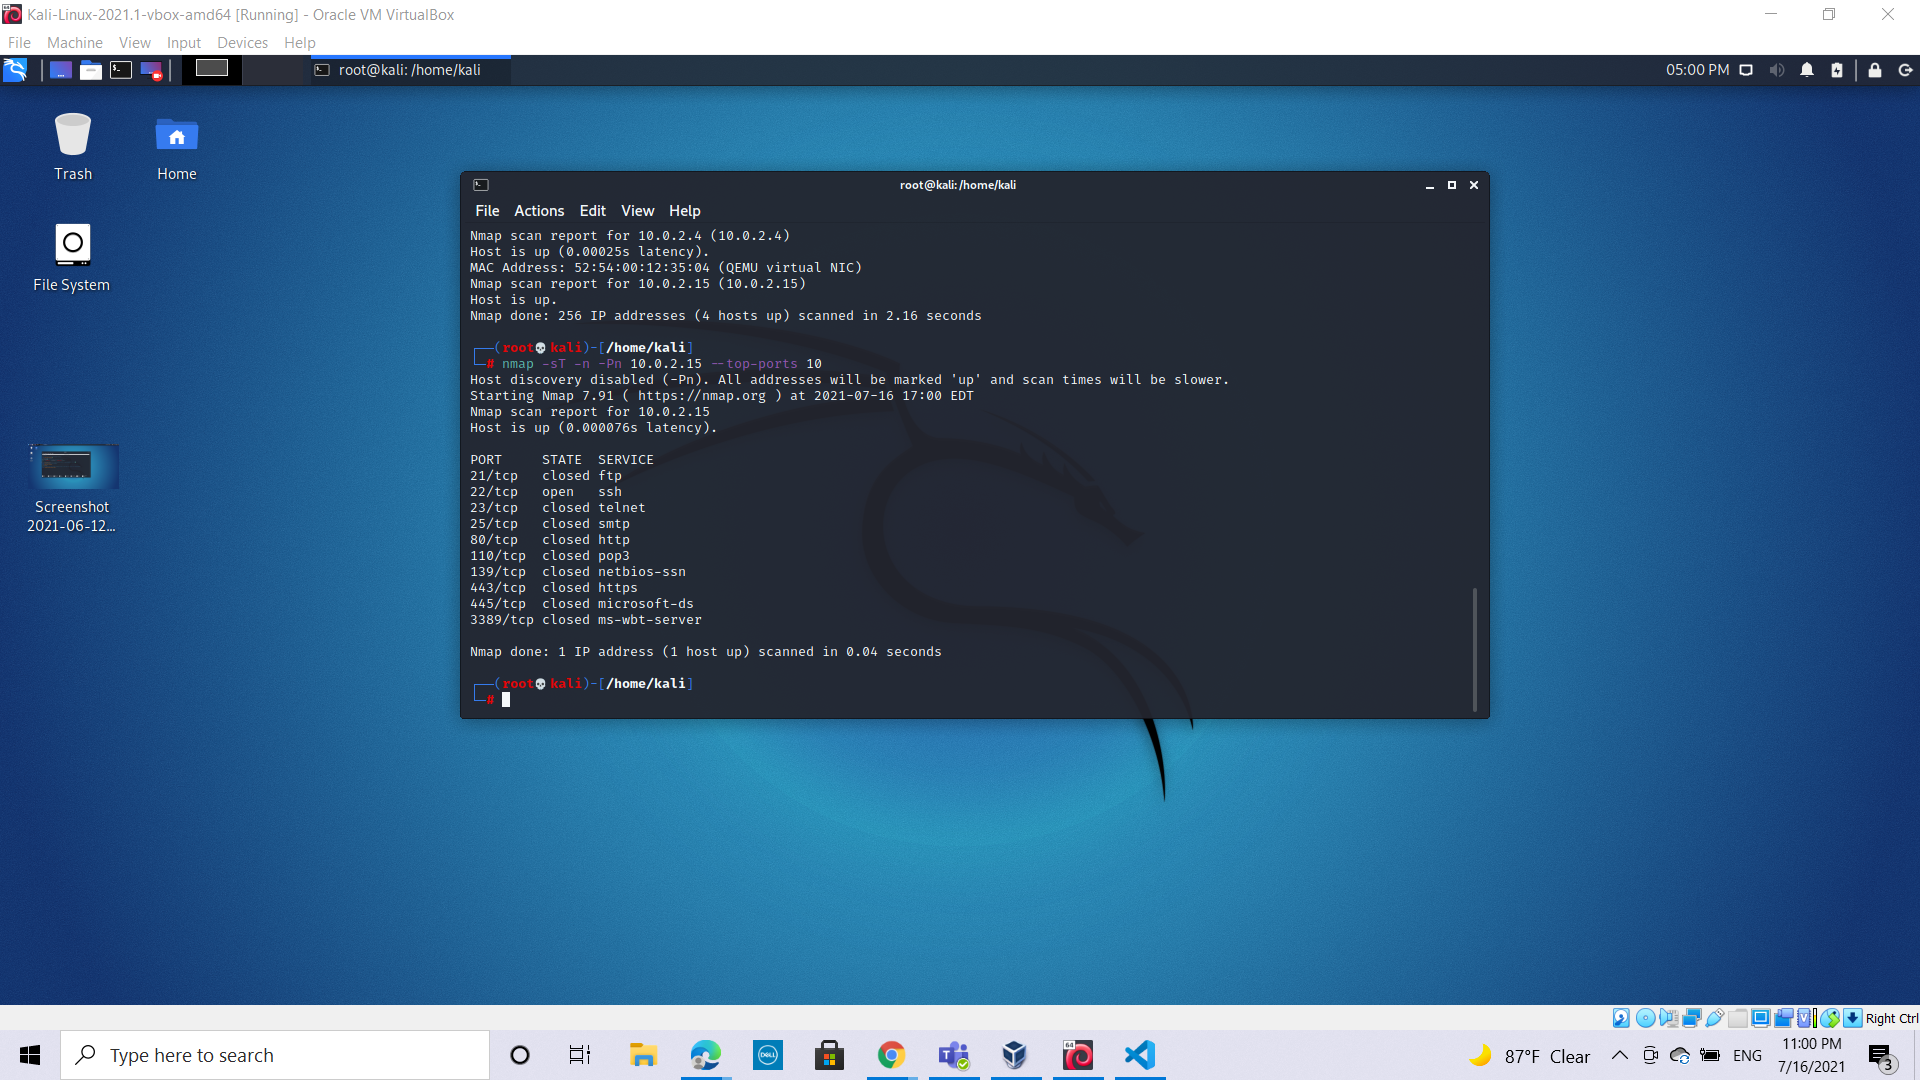 Kali-Linux-2021.1-vbox-amd64 [Running] - Oracle VM VirtualBox
File Machine View Input Devices Help
root@kali: /home/kali
05:00 PM
Trash
Home
File System
Screenshot
2021-06-12...
root@kali: /home/kali
File Actions Edit View Help
Nmap scan report for 10.0.2.4 (10.0.2.4)
Host is up (0.00025s latency).
MAC Address: 52:54:00:12:35:04 (QEMU virtual NIC)
Nmap scan report for 10.0.2.15 (10.0.2.15)
Host is up.
Nmap done: 256 IP addresses (4 hosts up) scanned in 2.16 seconds
┌──(root💀kali)-[/home/kali]
└─# nmap -sT -n -Pn 10.0.2.15 --top-ports 10
Host discovery disabled (-Pn). All addresses will be marked 'up' and scan times will be slower.
Starting Nmap 7.91 ( https://nmap.org ) at 2021-07-16 17:00 EDT
Nmap scan report for 10.0.2.15
Host is up (0.000076s latency).
PORT STATE SERVICE
21/tcp closed ftp
22/tcp open ssh
23/tcp closed telnet
25/tcp closed smtp
80/tcp closed http
110/tcp closed pop3
139/tcp closed netbios-ssn
443/tcp closed https
445/tcp closed microsoft-ds
3389/tcp closed ms-wbt-server
Nmap done: 1 IP address (1 host up) scanned in 0.04 seconds
┌──(root💀kali)-[/home/kali]
└─#
Right Ctrl
Type here to search
DELL
64
87°F Clear
ENG
11:00 PM
7/16/2021
3